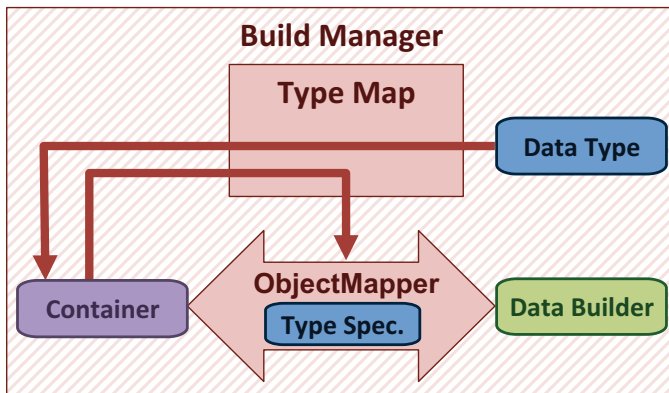 Build Manager
Type Map
Data Type
ObjectMapper
Container
Type Spec.
Data Builder